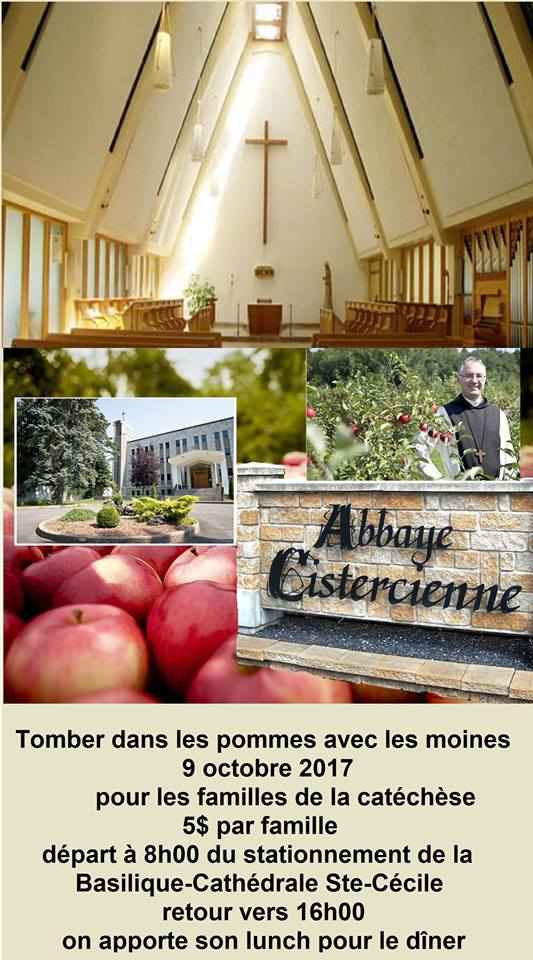 Abbaye
Cistercienne
Tomber dans les pommes avec les moines
9 octobre 2017
pour les familles de la catéchèse
5$ par famille
départ à 8h00 du stationnement de la
Basilique-Cathédrale Ste-Cécile
retour vers 16h00
on apporte son lunch pour le dîner